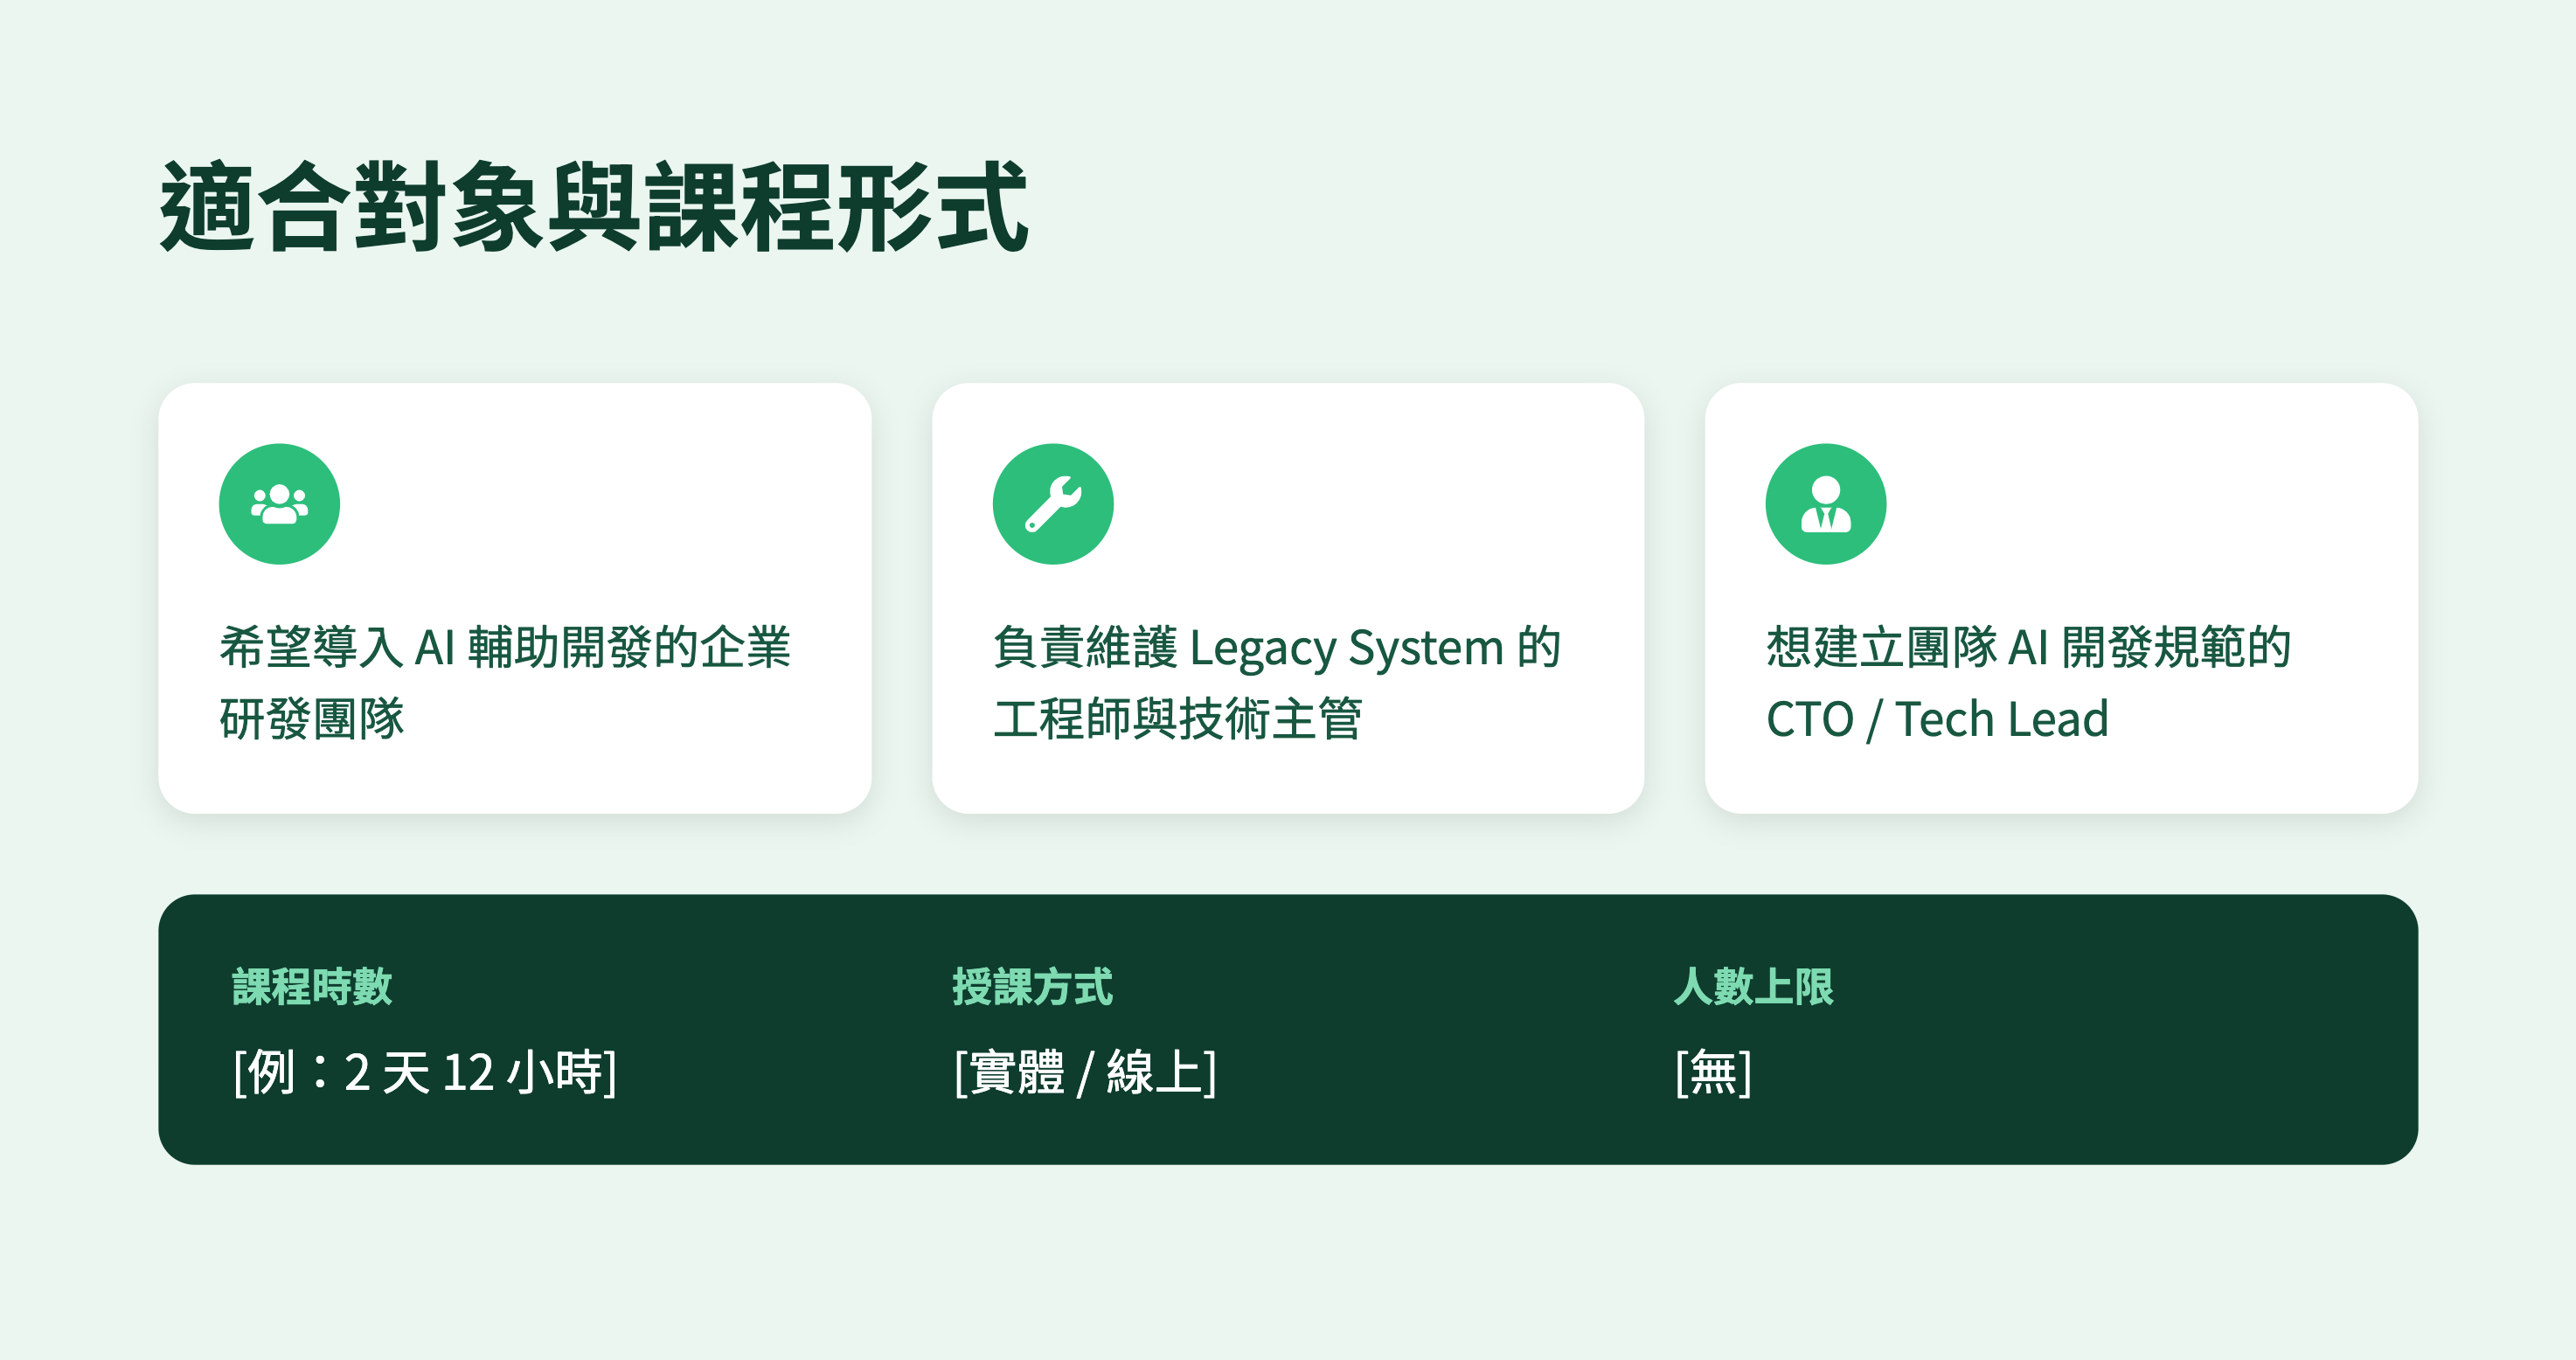 適合對象與課程形式
希望導入 AI 輔助開發的企業
研發團隊
負責維護 Legacy System 的
工程師與技術主管
想建立團隊 AI 開發規範的
CTO / Tech Lead
課程時數
[例：2 天 12 小時]
授課方式
[實體 / 線上]
人數上限
[無]